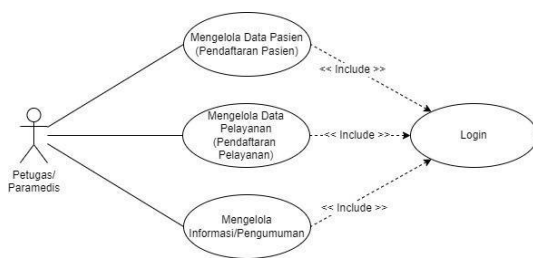 Mengelola Data Pasien
(Pendaftaran Pasien)
<< Include >>
Mengelola Data
Pelayanan
(Pendaftaran
Pelayanan)
<< Include >>
Login
Petugas/
Paramedis
<< Include >>
Mengelola
Informasi/Pengumuman